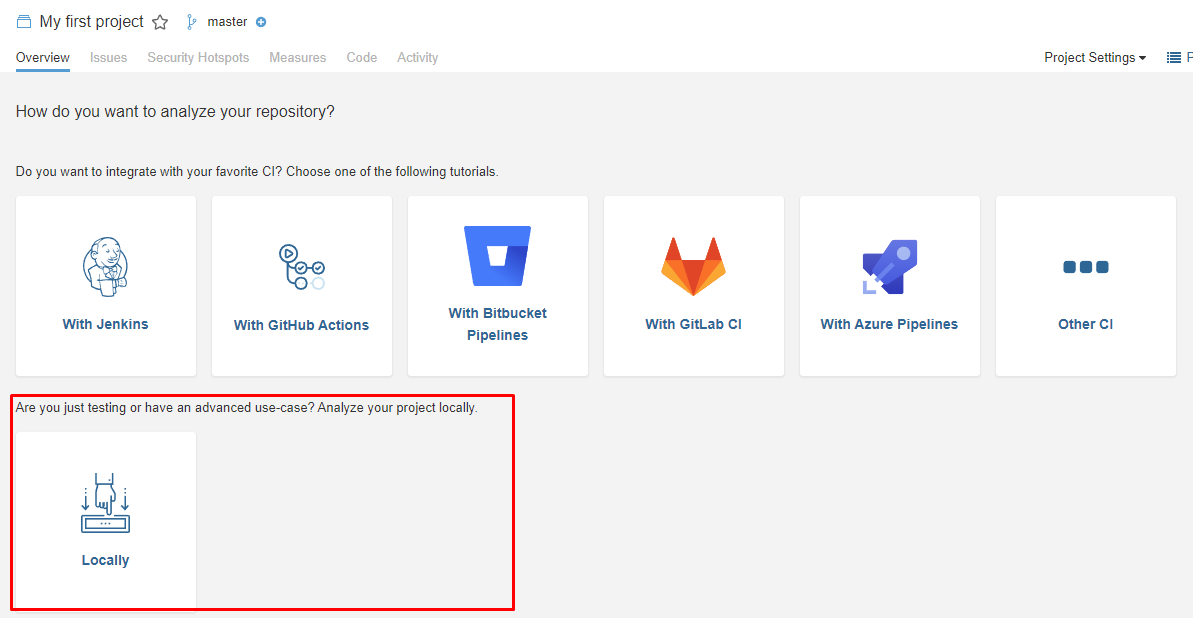 My first project master
Overview Issues Security Hotspots Measures Code Activity Project Settings P
How do you want to analyze your repository?
Do you want to integrate with your favorite CI? Choose one of the following tutorials.
With Jenkins
With GitHub Actions
With Bitbucket
Pipelines
With GitLab CI
With Azure Pipelines
Other CI
Are you just testing or have an advanced use-case? Analyze your project locally.
Locally